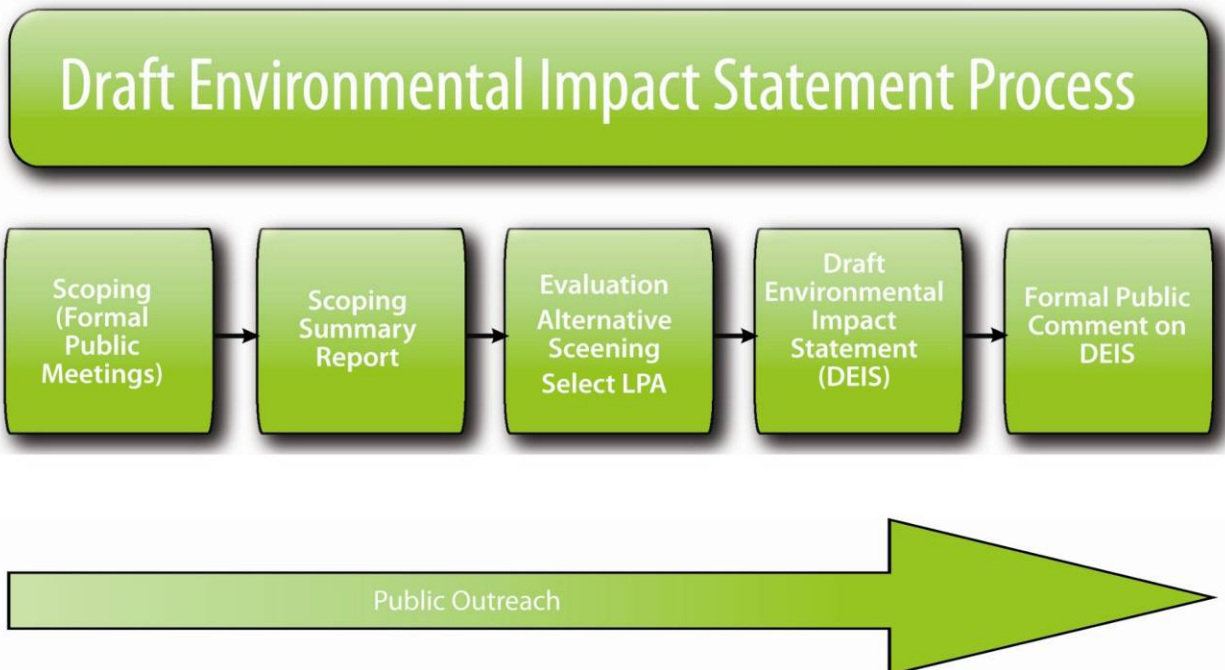 Draft Environmental Impact Statement Process
Scoping
(Formal
Public
Meetings)
Scoping
Summary
Report
Evaluation
Alternative
Sceening
Select LPA
Draft
Environmental
Impact
Statement
(DEIS)
Formal Public
Comment on
DEIS
Public Outreach